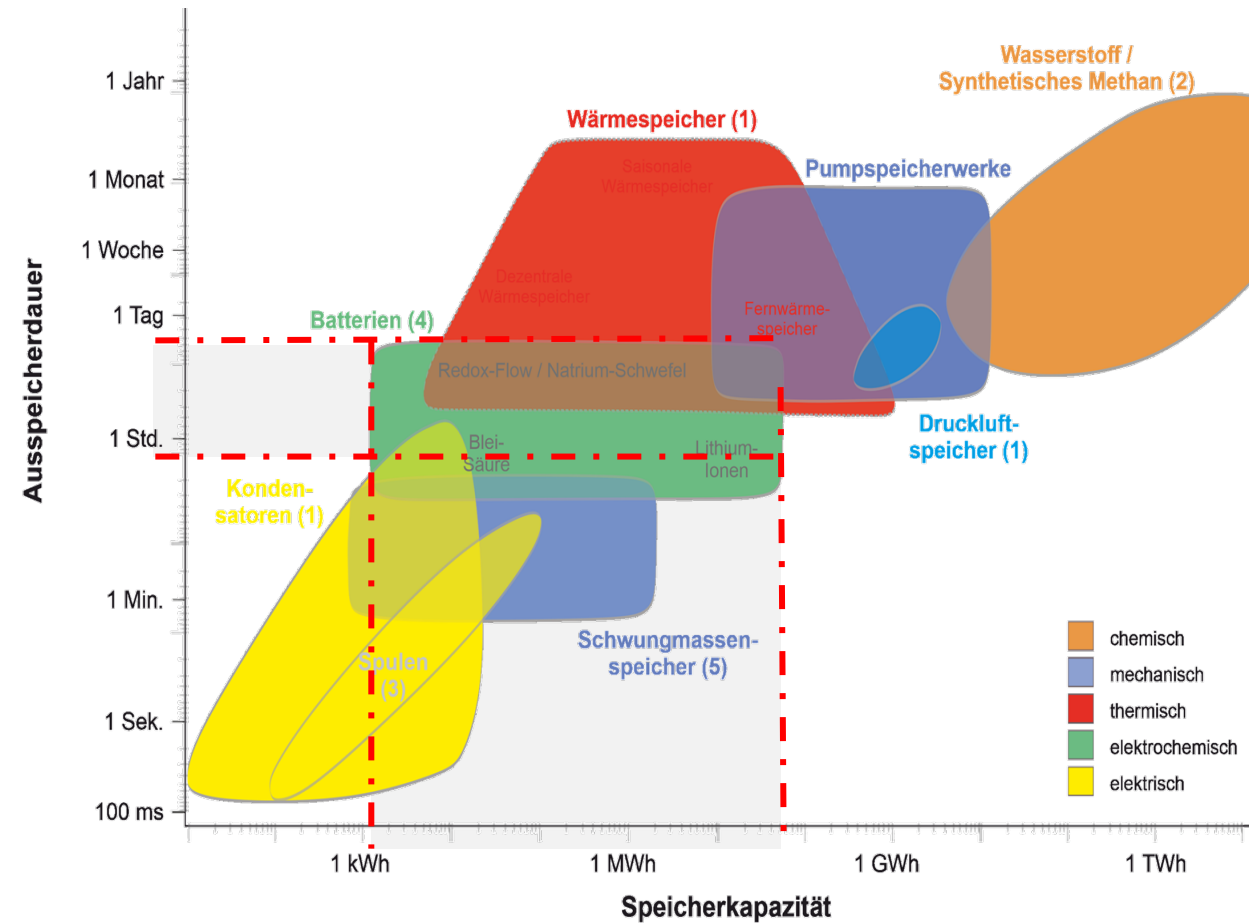 Ausspeicherdauer
1 Jahr
1 Monat
1 Woche
1 Tag
1 Std.
1 Min.
1 Sek.
100 ms
Wasserstoff /
Synthetisches Methan (2)
Wärmespeicher (1)
Saisonale
Wärmespeicher
Pumpspeicherwerke
Dezentrale
Wärmespeicher
Fernwärme-
speicher
Batterien (4)
Redox-Flow / Natrium-Schwefel
Druckluft-
speicher (1)
Blei-
Säure
Lithium-
Ionen
Konden-
satoren (1)
Schwungmassen-
speicher (5)
Soulen
(3)
chemisch
mechanisch
thermisch
elektrochemisch
elektrisch
1 kWh
1 MWh
1 GWh
1 TWh
Speicherkapazität